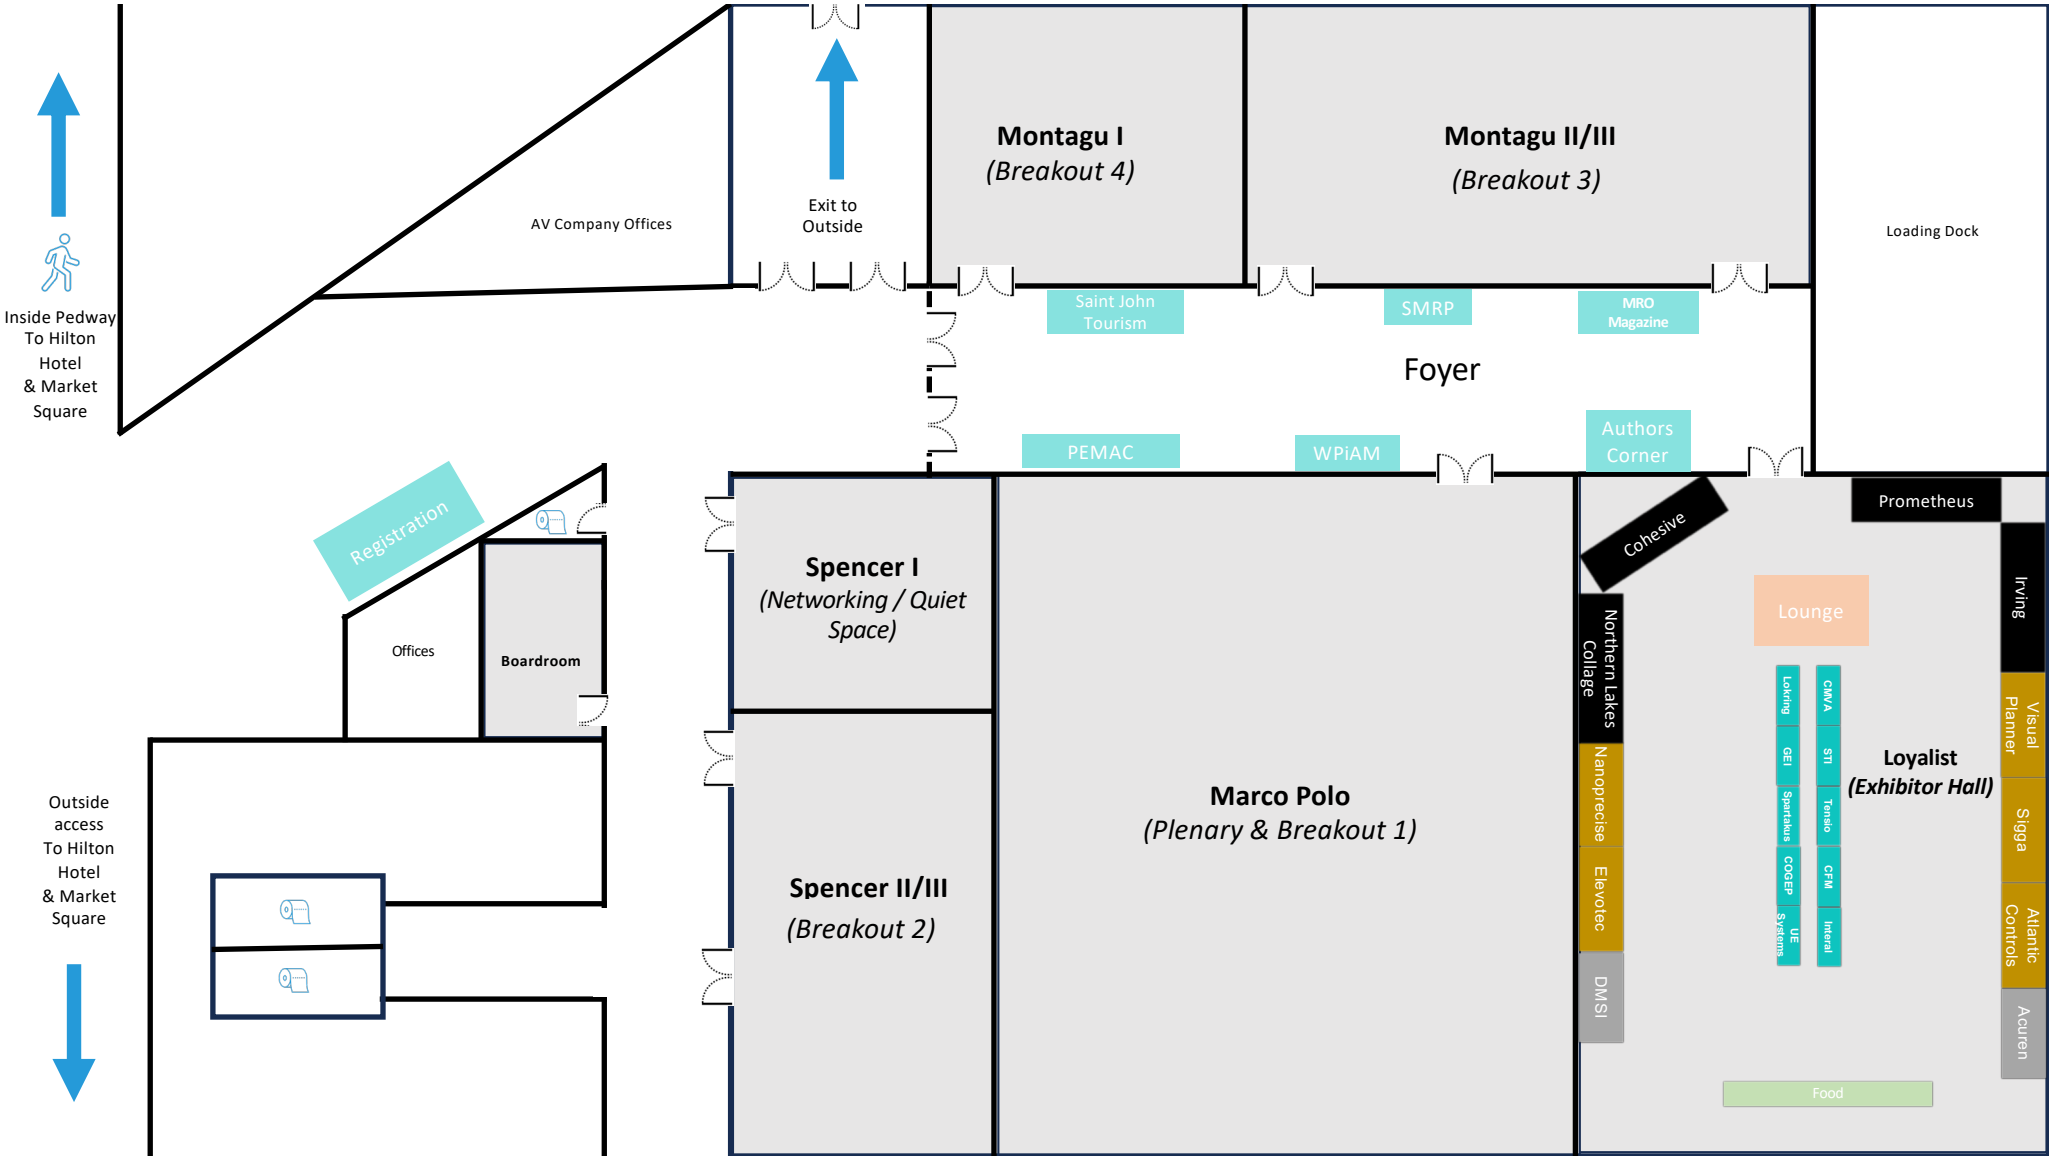 Montagu I
(Breakout 4)
Montagu II/III
(Breakout 3)
Exit to
Outside
AV Company Offices
Loading Dock
Inside Pedway
To Hilton
Hotel
& Market
Square
Saint John
Tourism
SMRP
MRO
Magazine
Foyer
PEMAC
WPiAM
Authors
Corner
Registration
Offices
Boardroom
Spencer I
(Networking / Quiet
Space)
Spencer II/III
(Breakout 2)
Marco Polo
(Plenary & Breakout 1)
Outside
access
To Hilton
Hotel
& Market
Square
Cohesive
Prometheus
Irving
Lounge
Northern Lakes
Collage
Nanoprecise
Elevotec
DMSI
Lokring
GEI
Spartakus
COGEP
UE
Systems
CMVA
STI
Tensio
CFM
Interal
Loyalist
(Exhibitor Hall)
Visual
Planner
Sigga
Atlantic
Controls
Acuren
Food